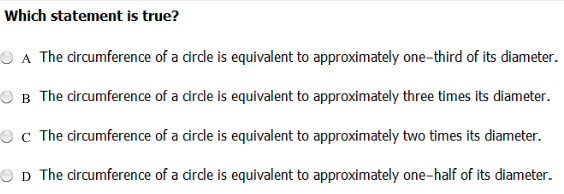 Which statement is true?
A The circumference of a circle is equivalent to approximately one-third of its diameter.
B The circumference of a circle is equivalent to approximately three times its diameter.
C The circumference of a circle is equivalent to approximately two times its diameter.
D The circumference of a circle is equivalent to approximately one-half of its diameter.